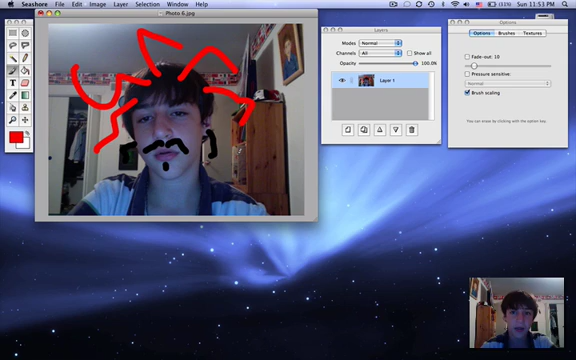 Seashore File Edit Image Layer Selection Window Help
Sun 11:53 PM
Photo 6.jpg
Layers
Modes Normal
Channels All Show all
Opacity 100.0%
Layer 1
Options
Options Brushes Textures
Fade-out: 10
Pressure sensitive:
Normal
Brush scaling
You can erase by clicking with the option key.